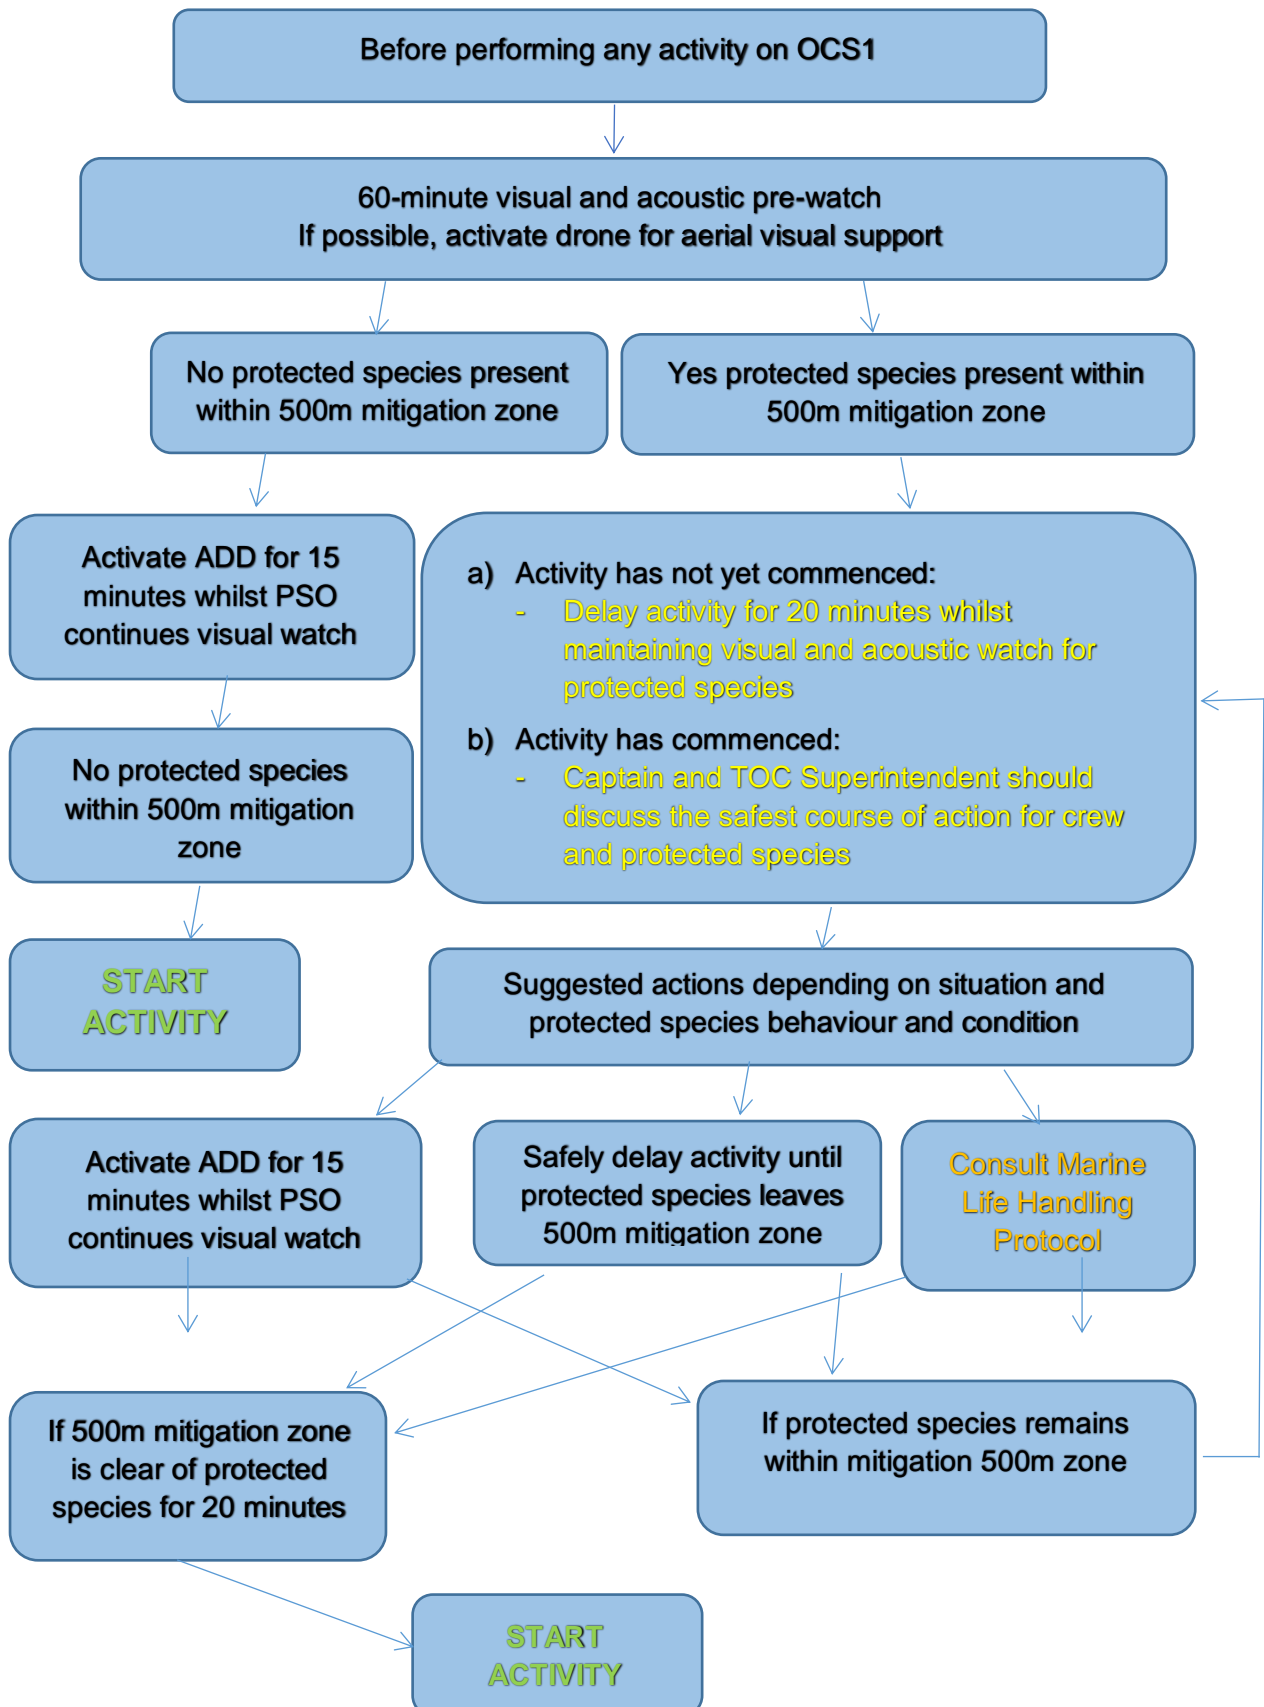 Before performing any activity on OCS1
60-minute visual and acoustic pre-watch
If possible, activate drone for aerial visual support
No protected species present
within 500m mitigation zone
Yes protected species present within
500m mitigation zone
Activate ADD for 15
minutes whilst PSO
continues visual watch
a) Activity has not yet commenced:
- Delay activity for 20 minutes whilst
maintaining visual and acoustic watch for
protected species
b) Activity has commenced:
- Captain and TOC Superintendent should
discuss the safest course of action for crew
and protected species
No protected species
within 500m mitigation
zone
START
ACTIVITY
Suggested actions depending on situation and
protected species behaviour and condition
Activate ADD for 15
minutes whilst PSO
continues visual watch
Safely delay activity until
protected species leaves
500m mitigation zone
Consult Marine
Life Handling
Protocol
If 500m mitigation zone
is clear of protected
species for 20 minutes
If protected species remains
within mitigation 500m zone
START
ACTIVITY